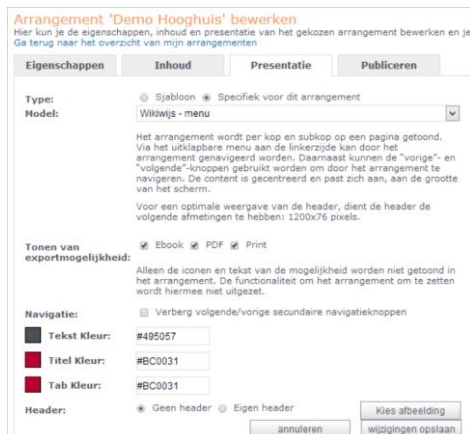 Arrangement 'Demo Hooghuis' bewerken
Hier kun je de eigenschappen, inhoud en presentatie van het gekozen arrangement bewerken en je
Ga terug naar het overzicht van mijn arrangementen
Eigenschappen Inhoud Presentatie Publiceren
Type: Sjabloon Specifiek voor dit arrangement
Model: Wikiwijs - menu
Het arrangement wordt per kop en subkop op een pagina getoond.
Via het uitklapbare menu aan de linkerzijde kan door het
arrangement genavigeerd worden. Daarnaast kunnen de "vorige"- en
"volgende"-knoppen gebruikt worden om door het arrangement te
navigeren. De content is gecentreerd en past zich aan, aan de grootte
van het scherm.
Voor een optimale weergave van de header, dient de header de
volgende afmetingen te hebben: 1200x76 pixels.
Tonen van Ebook PDF Print
exportmogelijkheid:
Alleen de iconen en tekst van de mogelijkheid worden niet getoond in
het arrangement. De functionaliteit om het arrangement om te zetten
wordt hiermee niet uitgezet.
Navigatie: Verberg volgende/vorige secundaire navigatieknoppen
Tekst Kleur: #495057
Titel Kleur: #BC0031
Tab Kleur: #BC0031
Header: Geen header Eigen header Kies afbeelding
annuleren wijzigingen opslaan